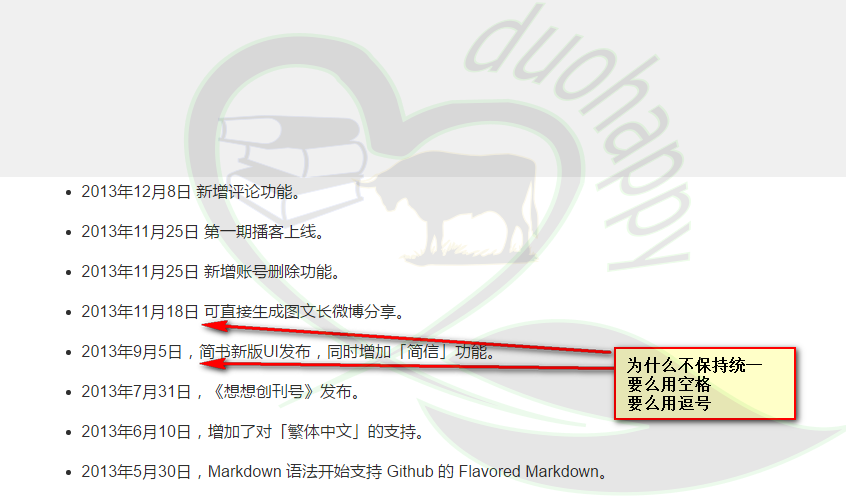 duohappy
2013年12月8日 新增评论功能。
2013年11月25日 第一期播客上线。
2013年11月25日 新增账号删除功能。
2013年11月18日 可直接生成图文长微博分享。
2013年9月5日，简书新版UI发布，同时增加「简信」功能。
2013年7月31日，《想想创刊号》发布。
2013年6月10日，增加了对「繁体中文」的支持。
2013年5月30日，Markdown 语法开始支持 Github 的 Flavored Markdown。
为什么不保持统一
要么用空格
要么用逗号